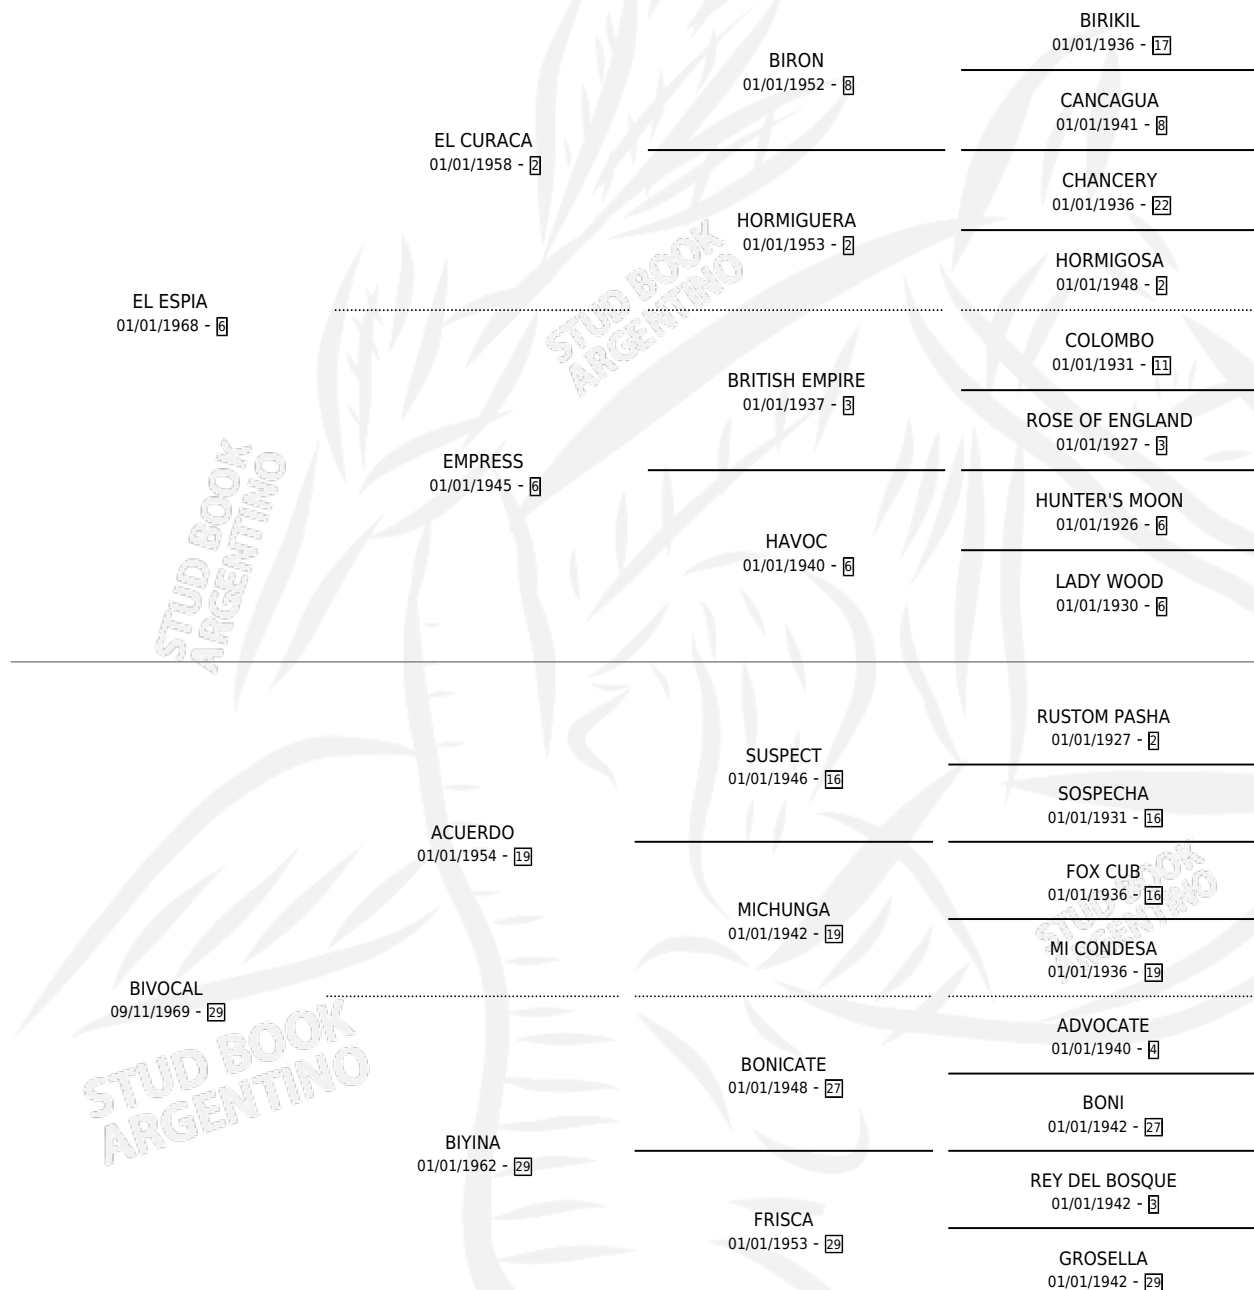 BIRIKIL
01/01/1936 - 17
BIRON
01/01/1952 - 8
CANCAGUA
01/01/1941 - 8
EL CURACA
01/01/1958 - 2
CHANCERY
01/01/1936 - 22
HORMIGUERA
01/01/1953 - 2
HORMIGOSA
01/01/1948 - 2
EL ESPIA
01/01/1968 - 6
COLOMBO
01/01/1931 - 11
BRITISH EMPIRE
01/01/1937 - 3
ROSE OF ENGLAND
01/01/1927 - 3
EMPRESS
01/01/1945 - 6
HUNTER'S MOON
01/01/1926 - 6
HAVOC
01/01/1940 - 6
LADY WOOD
01/01/1930 - 6
STUD BOOK
ARGENTINO
STUD BOOK
ARGENTINO
RUSTOM PASHA
01/01/1927 - 2
SUSPECT
01/01/1946 - 16
SOSPECHA
01/01/1931 - 16
ACUERDO
01/01/1954 - 19
FOX CUB
01/01/1936 - 16
MICHUNGA
01/01/1942 - 19
MI CONDESA
01/01/1936 - 19
BIVOCAL
09/11/1969 - 29
ADVOCATE
01/01/1940 - 4
BONICATE
01/01/1948 - 27
BONI
01/01/1942 - 27
BIYINA
01/01/1962 - 29
REY DEL BOSQUE
01/01/1942 - 3
FRISCA
01/01/1953 - 29
GROSELLA
01/01/1942 - 29
STUD BOOK
ARGENTINO
STUD BOOK
ARGENTINO